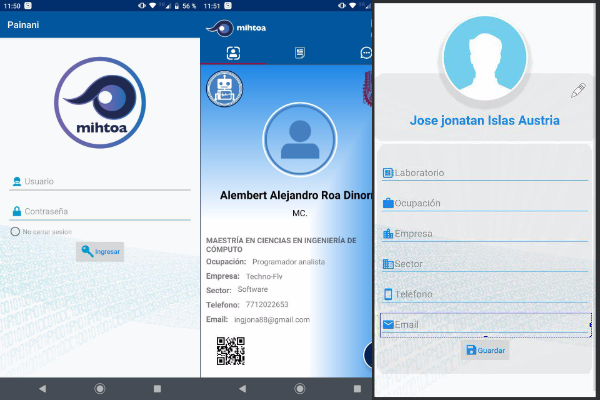 11:50
56 %
Painani
mihtoa
Usuario
Contraseña
No cerrar sesion
Ingresar
11:51
mihtoa
Alembert Alejandro Roa Dinor
MC.
MAESTRÍA EN CIENCIAS EN INGENIERÍA DE
CÓMPUTO
Ocupación: Programador analista
Empresa: Techno-Flv
Sector: Software
Telefono: 7712022653
Email: ingjona88@gmail.com
Jose jonatan Islas Austria
Laboratorio
Ocupación
Empresa
Sector
Telefono
Email
Guardar